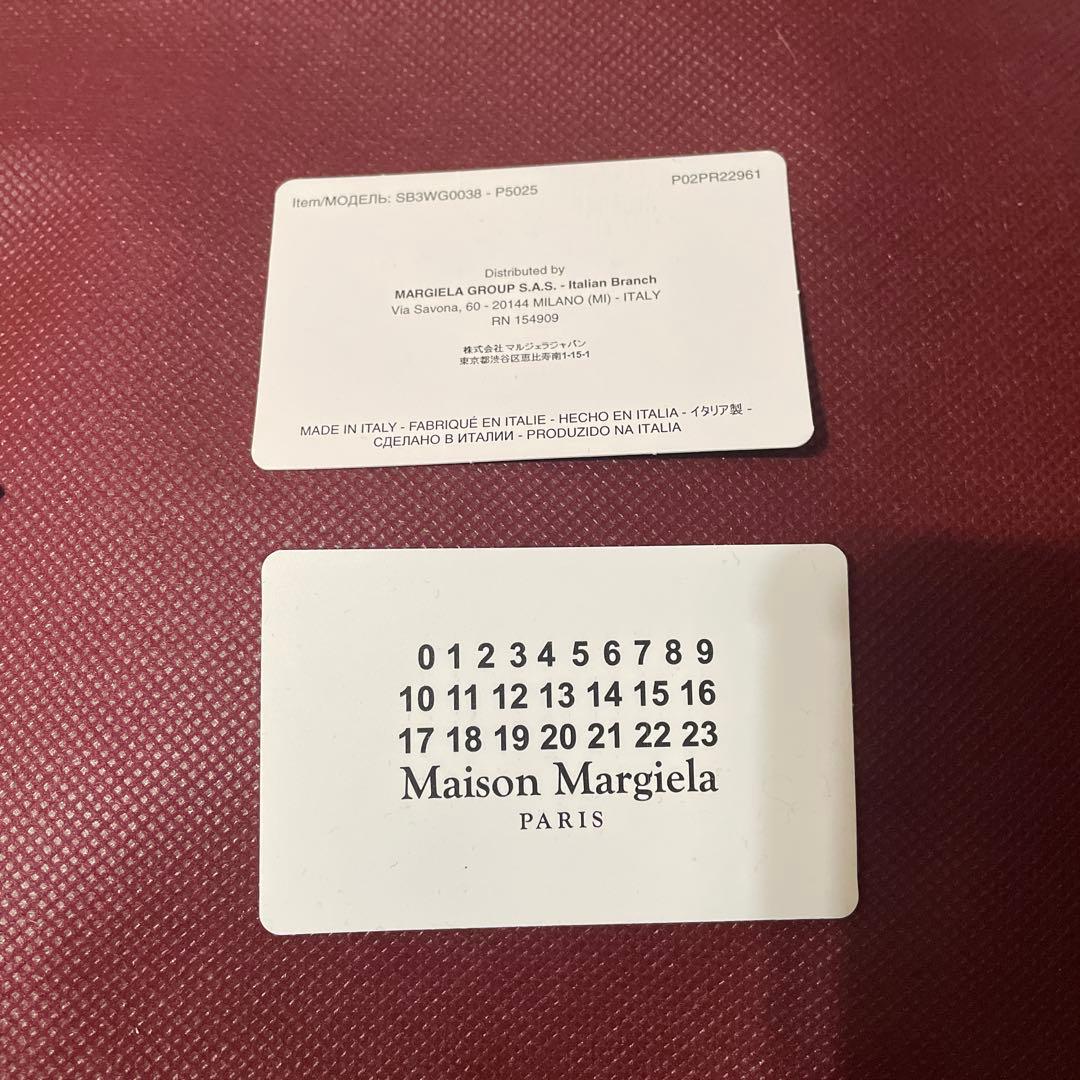 Item/МОДЕЛЬ: SB3WG0038 - P5025
P02PR22961
Distributed by
MARGIELA GROUP S.A.S. - Italian Branch
Via Savona, 60 - 20144 MILANO (MI) - ITALY
RN 154909
株式会社 マルジェラジャパン
東京都渋谷区恵比寿南1-15-1
MADE IN ITALY - FABRIQUÉ EN ITALIE - HECHO EN ITALIA - イタリア製 -
СДЕЛАНО В ИТАЛИИ - PRODUZIDO NA ITALIA
0 1 2 3 4 5 6 7 8 9
10 11 12 13 14 15 16
17 18 19 20 21 22 23
Maison Margiela
PARIS